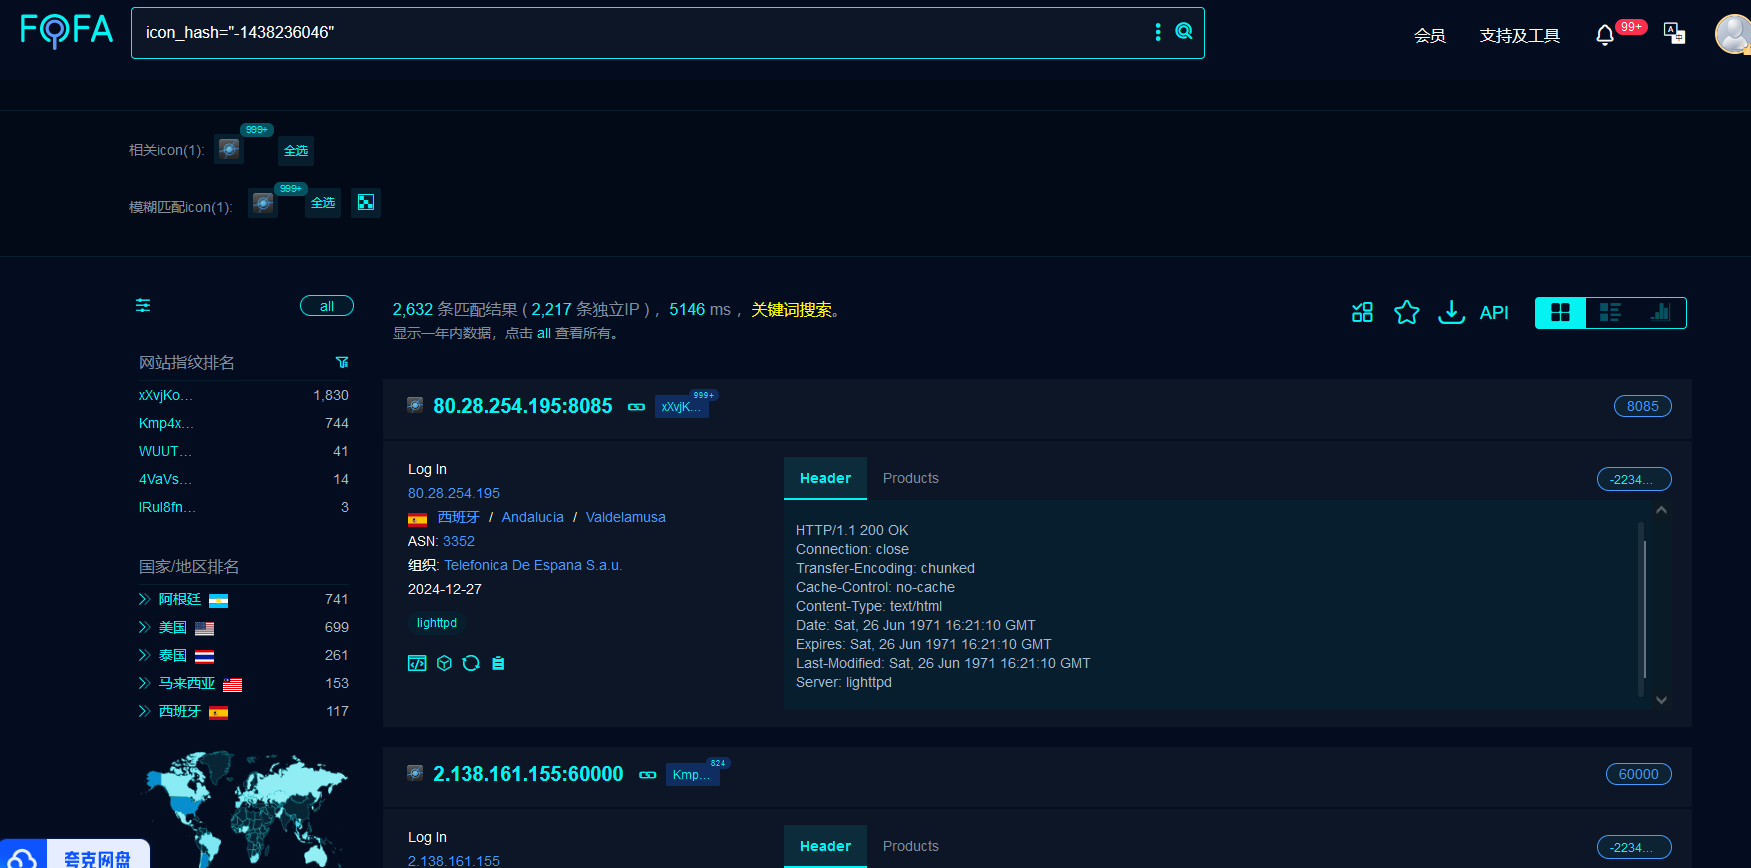 FOFA
icon_hash="-1438236046"
会员
支持及工具
99+
相关icon(1):
999+
全选
模糊匹配icon(1):
999+
全选
all
2,632 条匹配结果 ( 2,217 条独立IP ) ,  5146 ms ,  关键词搜索。
显示一年内数据，点击 all 查看所有。
API
网站指纹排名
xXvjKo... 1,830
Kmp4x... 744
WUUT... 41
4VaVs... 14
lRul8fn... 3
国家/地区排名
阿根廷 741
美国 699
泰国 261
马来西亚 153
西班牙 117
80.28.254.195:8085
xXvjK...
999+
8085
Log In
80.28.254.195
西班牙 / Andalucia / Valdelamusa
ASN: 3352
组织: Telefonica De Espana S.a.u.
2024-12-27
lighttpd
Header
Products
-2234...
HTTP/1.1 200 OK
Connection: close
Transfer-Encoding: chunked
Cache-Control: no-cache
Content-Type: text/html
Date: Sat, 26 Jun 1971 16:21:10 GMT
Expires: Sat, 26 Jun 1971 16:21:10 GMT
Last-Modified: Sat, 26 Jun 1971 16:21:10 GMT
Server: lighttpd
2.138.161.155:60000
Kmp...
824
60000
Log In
2.138.161.155
Header
Products
-2234...
夸克网盘